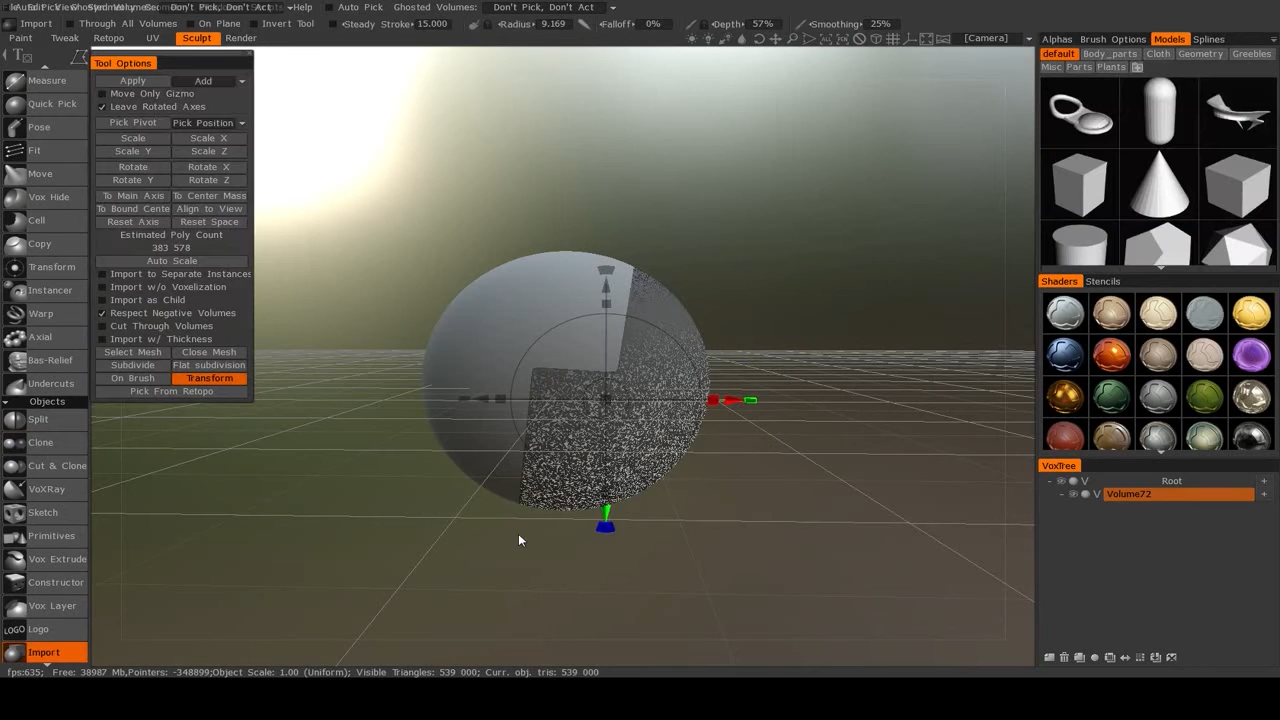 Don't Pick, Don't Act
Help
Auto Pick
Ghosted Volumes:
Don't Pick, Don't Act
Import
Through All Volumes
On Plane
Invert Tool
Steady Stroke
15.000
Radius
9.169
Falloff
0%
Depth
57%
Smoothing
25%
Paint
Tweak
Retopo
UV
Sculpt
Render
[Camera]
Measure
Quick Pick
Pose
Fit
Move
Vox Hide
Cell
Copy
Transform
Instancer
Warp
Axial
Bas-Relief
Undercuts
Objects
Split
Clone
Cut & Clone
VoXRay
Sketch
Primitives
Vox Extrude
Constructor
Vox Layer
LOGO Logo
Import
Tool Options
Apply Add
Move Only Gizmo
Leave Rotated Axes
Pick Pivot Pick Position
Scale Scale X
Scale Y Scale Z
Rotate Rotate X
Rotate Y Rotate Z
To Main Axis To Center Mass
To Bound Cente Align to View
Reset Axis Reset Space
Estimated Poly Count
383 578
Auto Scale
Import to Separate Instances
Import w/o Voxelization
Import as Child
Respect Negative Volumes
Cut Through Volumes
Import w/ Thickness
Select Mesh Close Mesh
Subdivide Flat subdivision
On Brush Transform
Pick From Retopo
Alphas Brush Options Models Splines
default Body_parts Cloth Geometry Greebles
Misc Parts Plants
Shaders Stencils
VoxTree
Root
V
Volume72
V
fps:635; Free: 38987 Mb,Pointers: -348899;Object Scale: 1.00 (Uniform); Visible Triangles: 539 000; Curr. obj. tris: 539 000